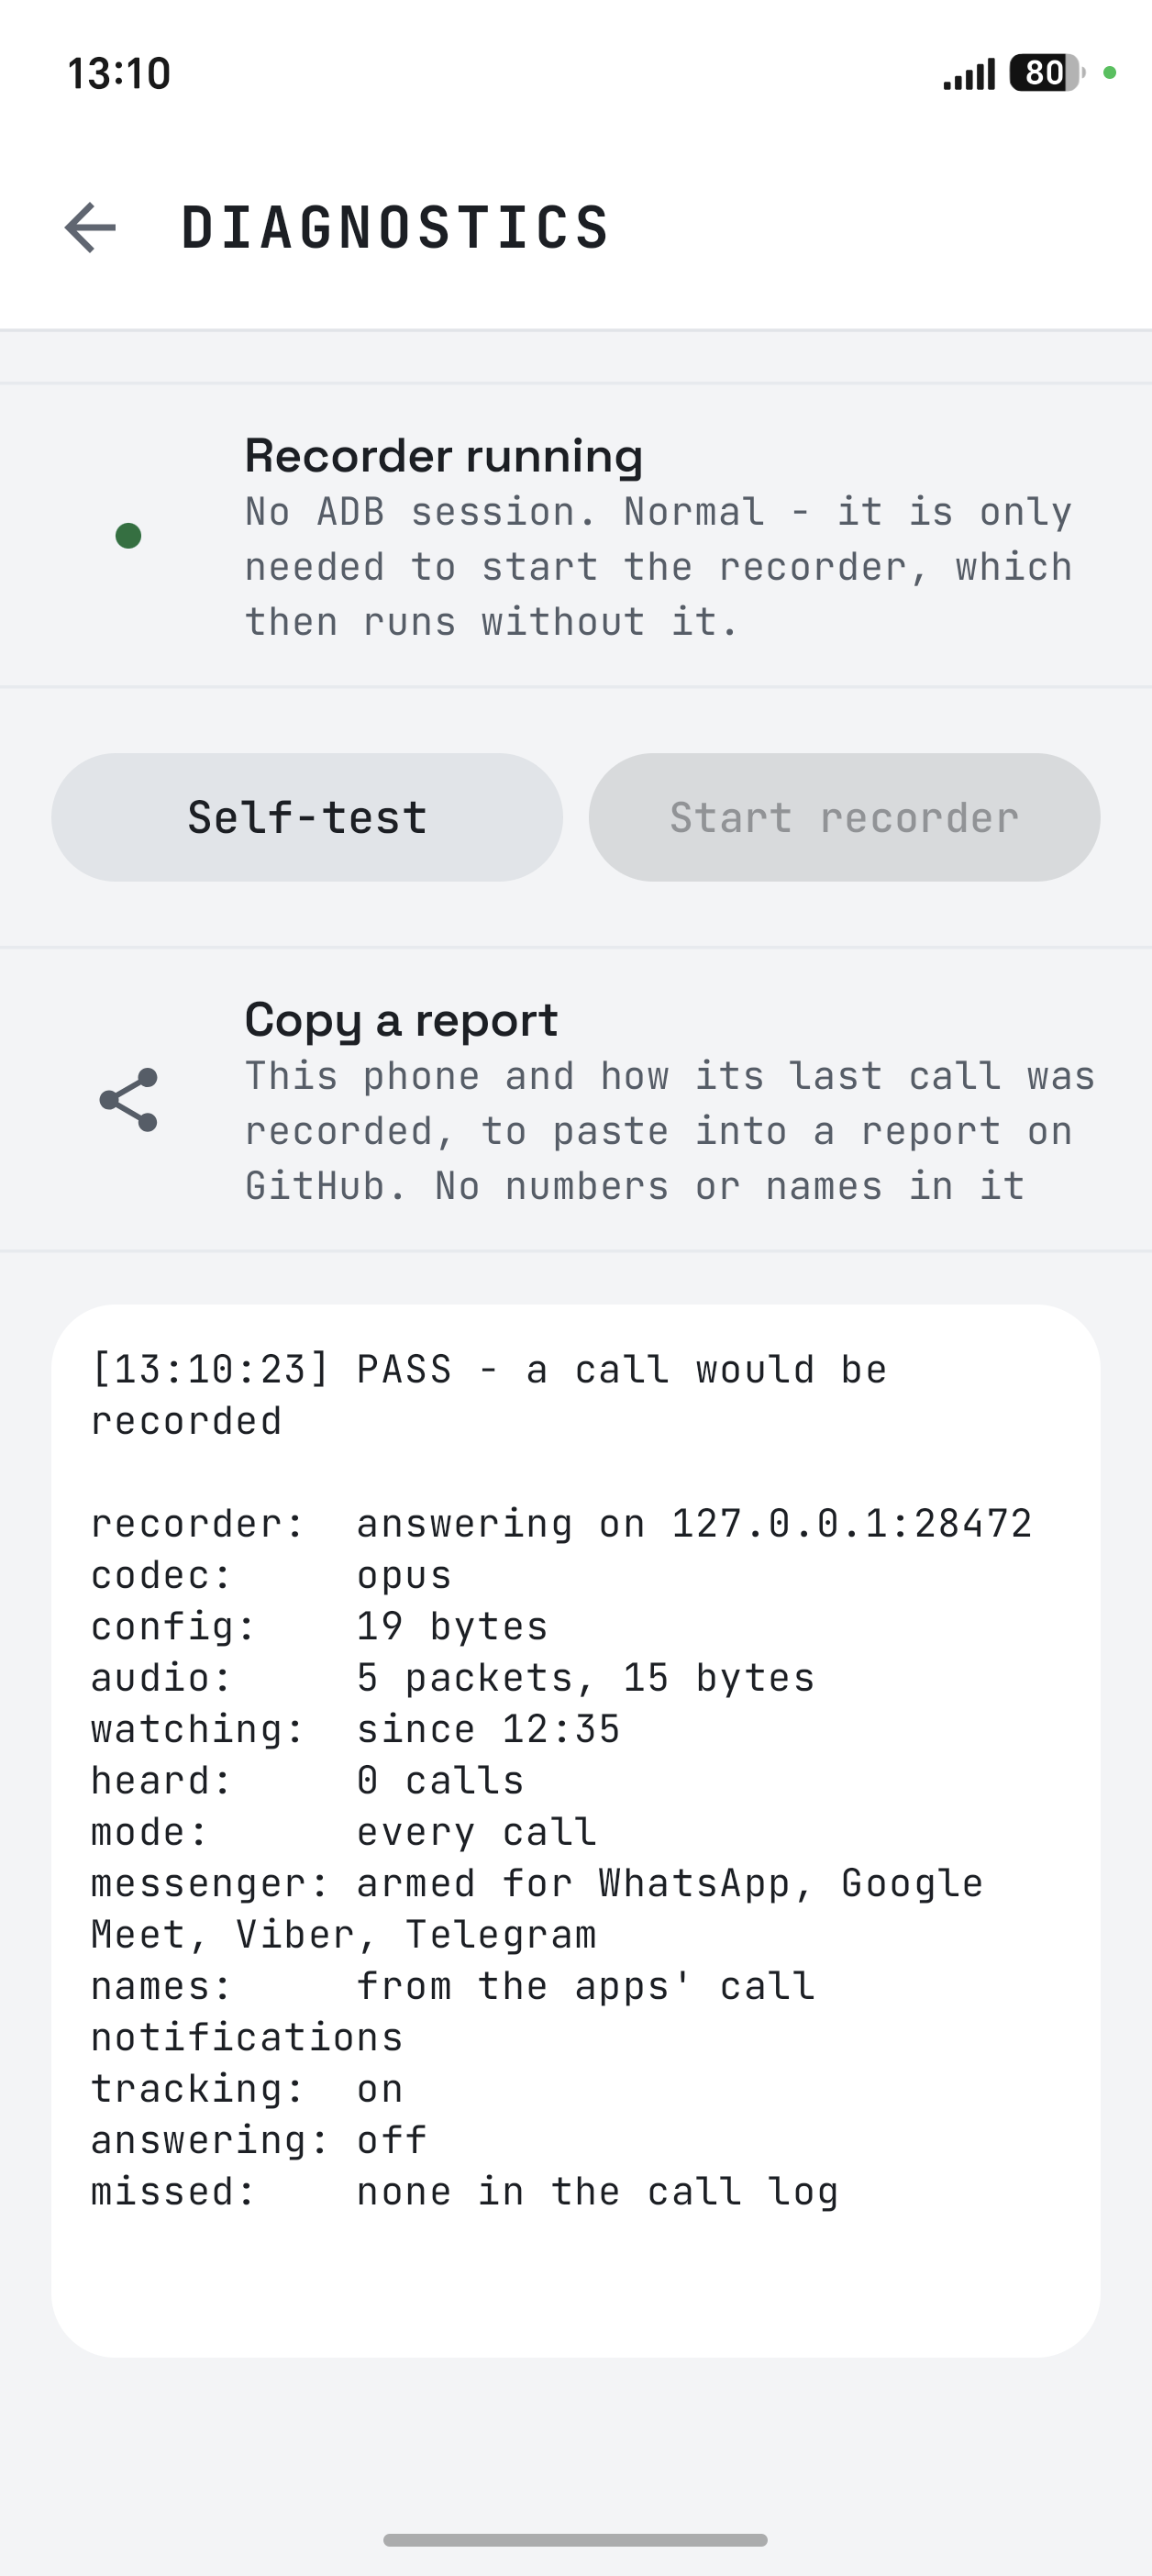 13:10
80
DIAGNOSTICS
Recorder running
No ADB session. Normal - it is only
needed to start the recorder, which
then runs without it.
Self-test
Start recorder
Copy a report
This phone and how its last call was
recorded, to paste into a report on
GitHub. No numbers or names in it
[13:10:23] PASS - a call would be
recorded
recorder: answering on 127.0.0.1:28472
codec: opus
config: 19 bytes
audio: 5 packets, 15 bytes
watching: since 12:35
heard: 0 calls
mode: every call
messenger: armed for WhatsApp, Google
Meet, Viber, Telegram
names: from the apps' call
notifications
tracking: on
answering: off
missed: none in the call log